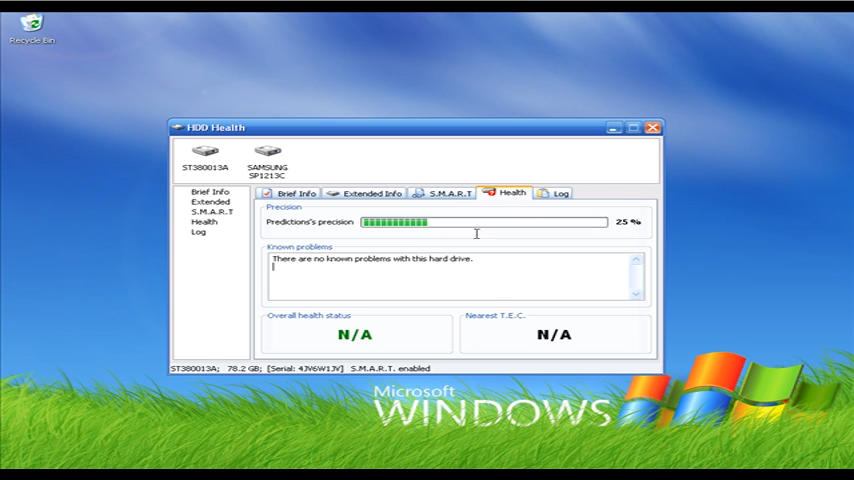 Recycle Bin
HDD Health
ST380013A
SAMSUNG
SP1213C
Brief Info
Extended
S.M.A.R.T
Health
Log
Brief Info
Extended Info
S.M.A.R.T
Health
Log
Precision
Predictions's precision
25 %
Known problems
There are no known problems with this hard drive.
Overall health status
Nearest T.E.C.
N/A
N/A
ST380013A; 78.2 GB; [Serial: 4JV6W1JV] S.M.A.R.T. enabled
Microsoft
WINDOWS